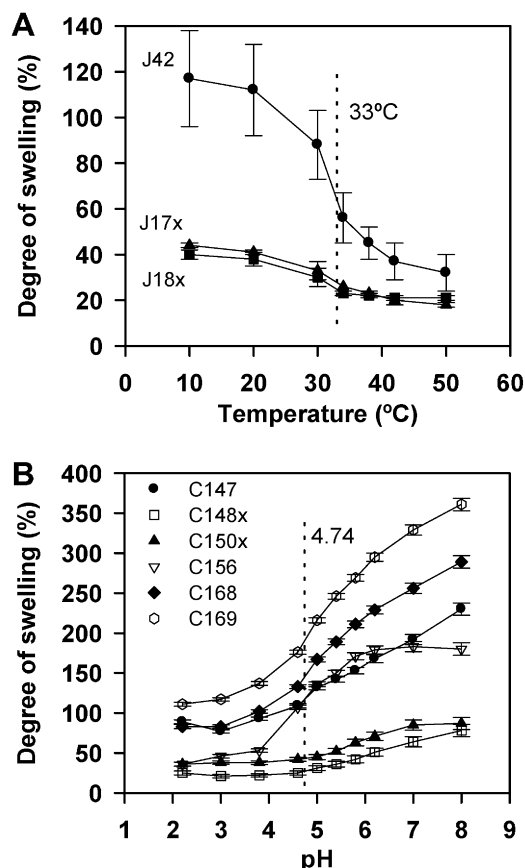 A
140
120
100
80
60
40
20
0
Degree of swelling (%)
J42
33ºC
J17x
J18x
0 10 20 30 40 50 60
Temperature (ºC)
B
400
350
300
250
200
150
100
50
0
Degree of swelling (%)
C147
C148x
C150x
C156
C168
C169
4.74
1 2 3 4 5 6 7 8 9
pH